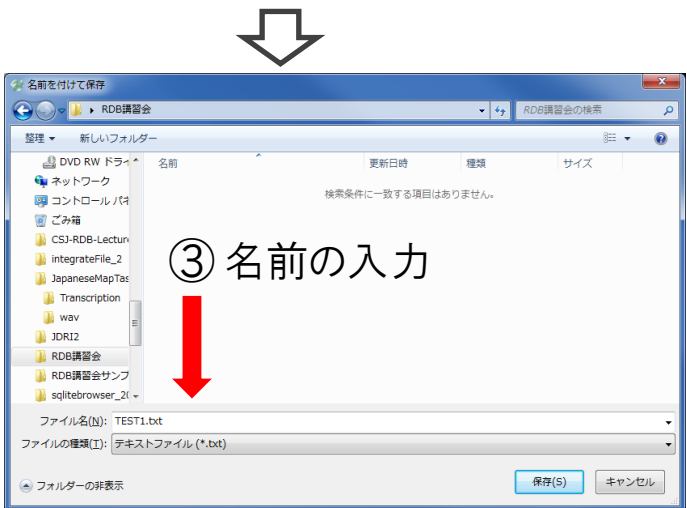 名前を付けて保存
RDB講習会
RDB講習会の検索
整理 新しいフォルダー
名前 更新日時 種類 サイズ
検索条件に一致する項目はありません。
DVD RW ドライ
ネットワーク
コントロール パネ
ごみ箱
CSJ-RDB-Lectur
integrateFile_2
JapaneseMapTas
Transcription
wav
JDRI2
RDB講習会
RDB講習会サンプ
sqlitebrowser_20
③ 名前の入力
ファイル名(N): TEST1.txt
ファイルの種類(T): テキストファイル (*.txt)
フォルダーの非表示
保存(S) キャンセル